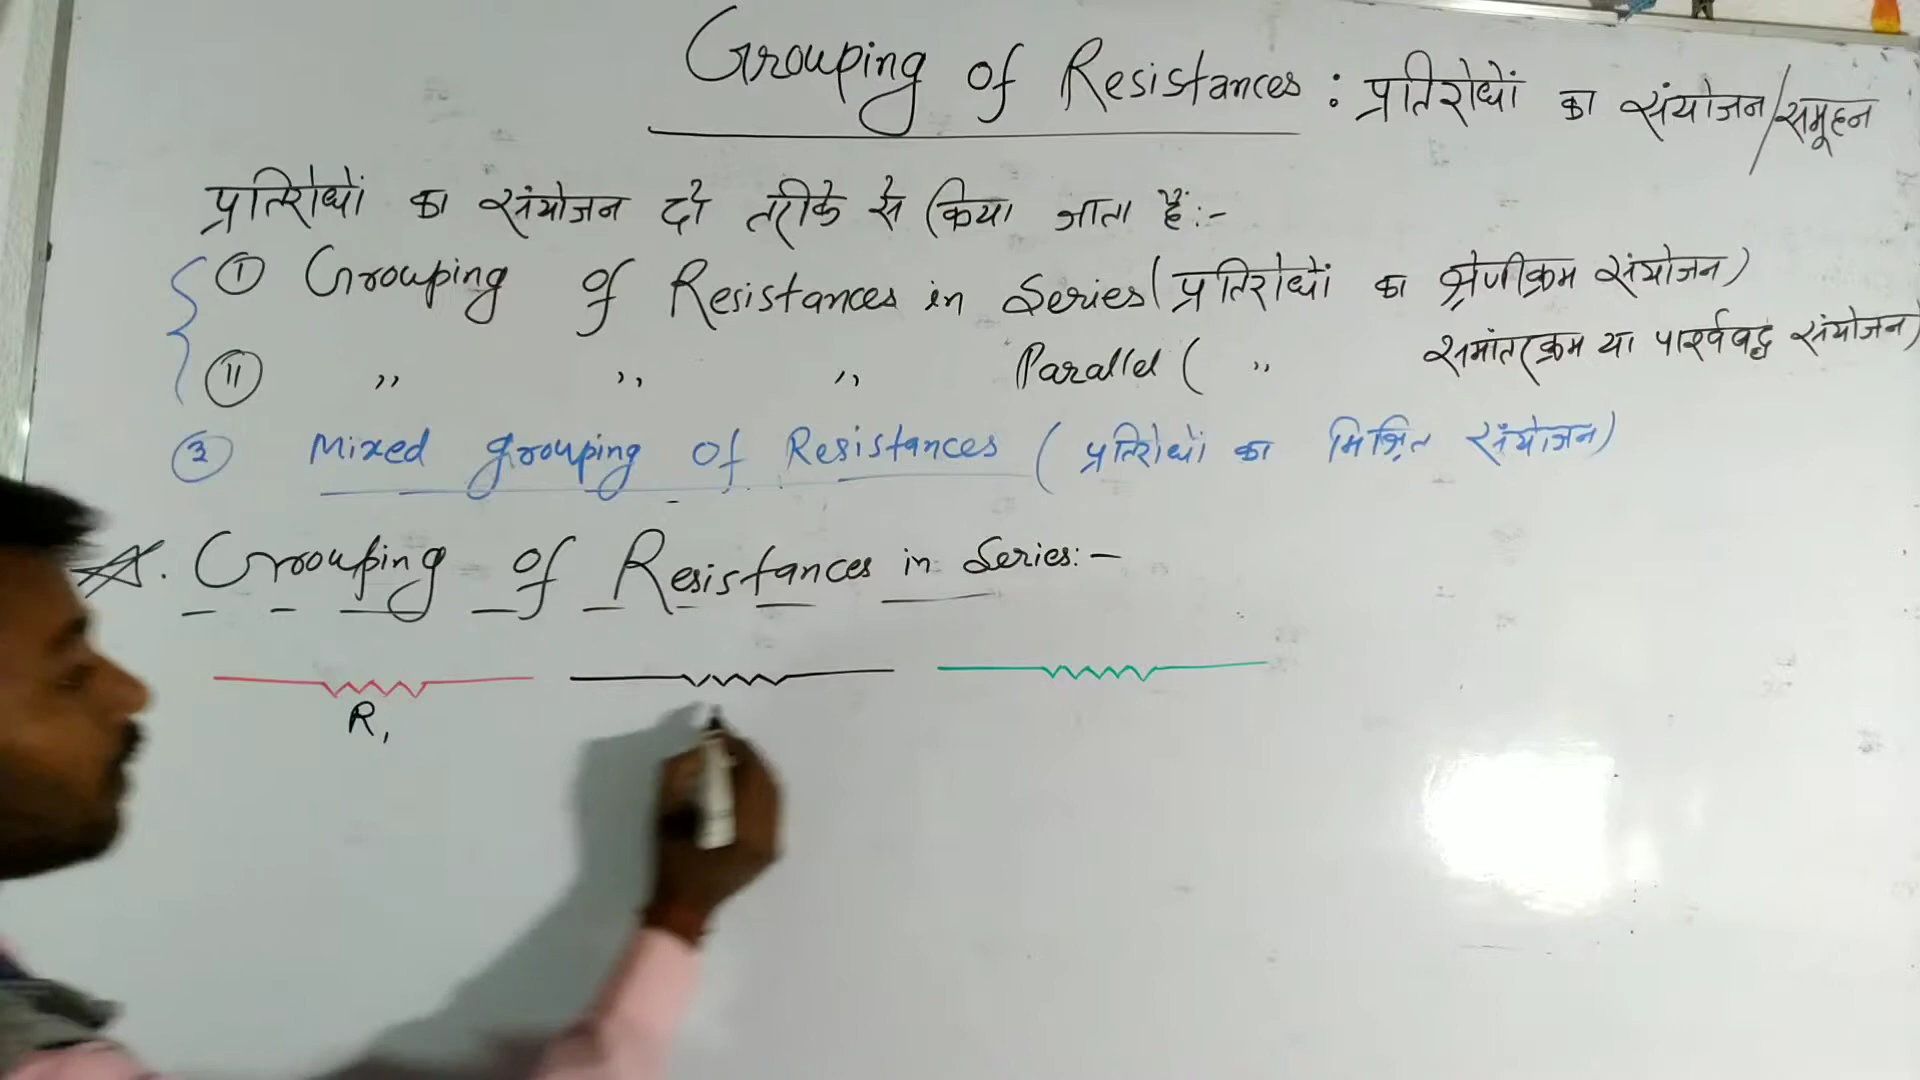 Grouping of Resistances : प्रतिरोधों का संयोजन/समूहन
प्रतिरोधों का संयोजन दो तरीके से किया जाता है:-
① Grouping of Resistances in Series (प्रतिरोधों का श्रेणीक्रम संयोजन)
⑪ ,, ,, ,, Parallel ( ,, समांतरक्रम या पार्श्वबद्ध संयोजन)
③ Mixed grouping of Resistances (प्रतिरोधों का मिश्रित संयोजन)
A. Grouping of Resistances in Series:-
R₁